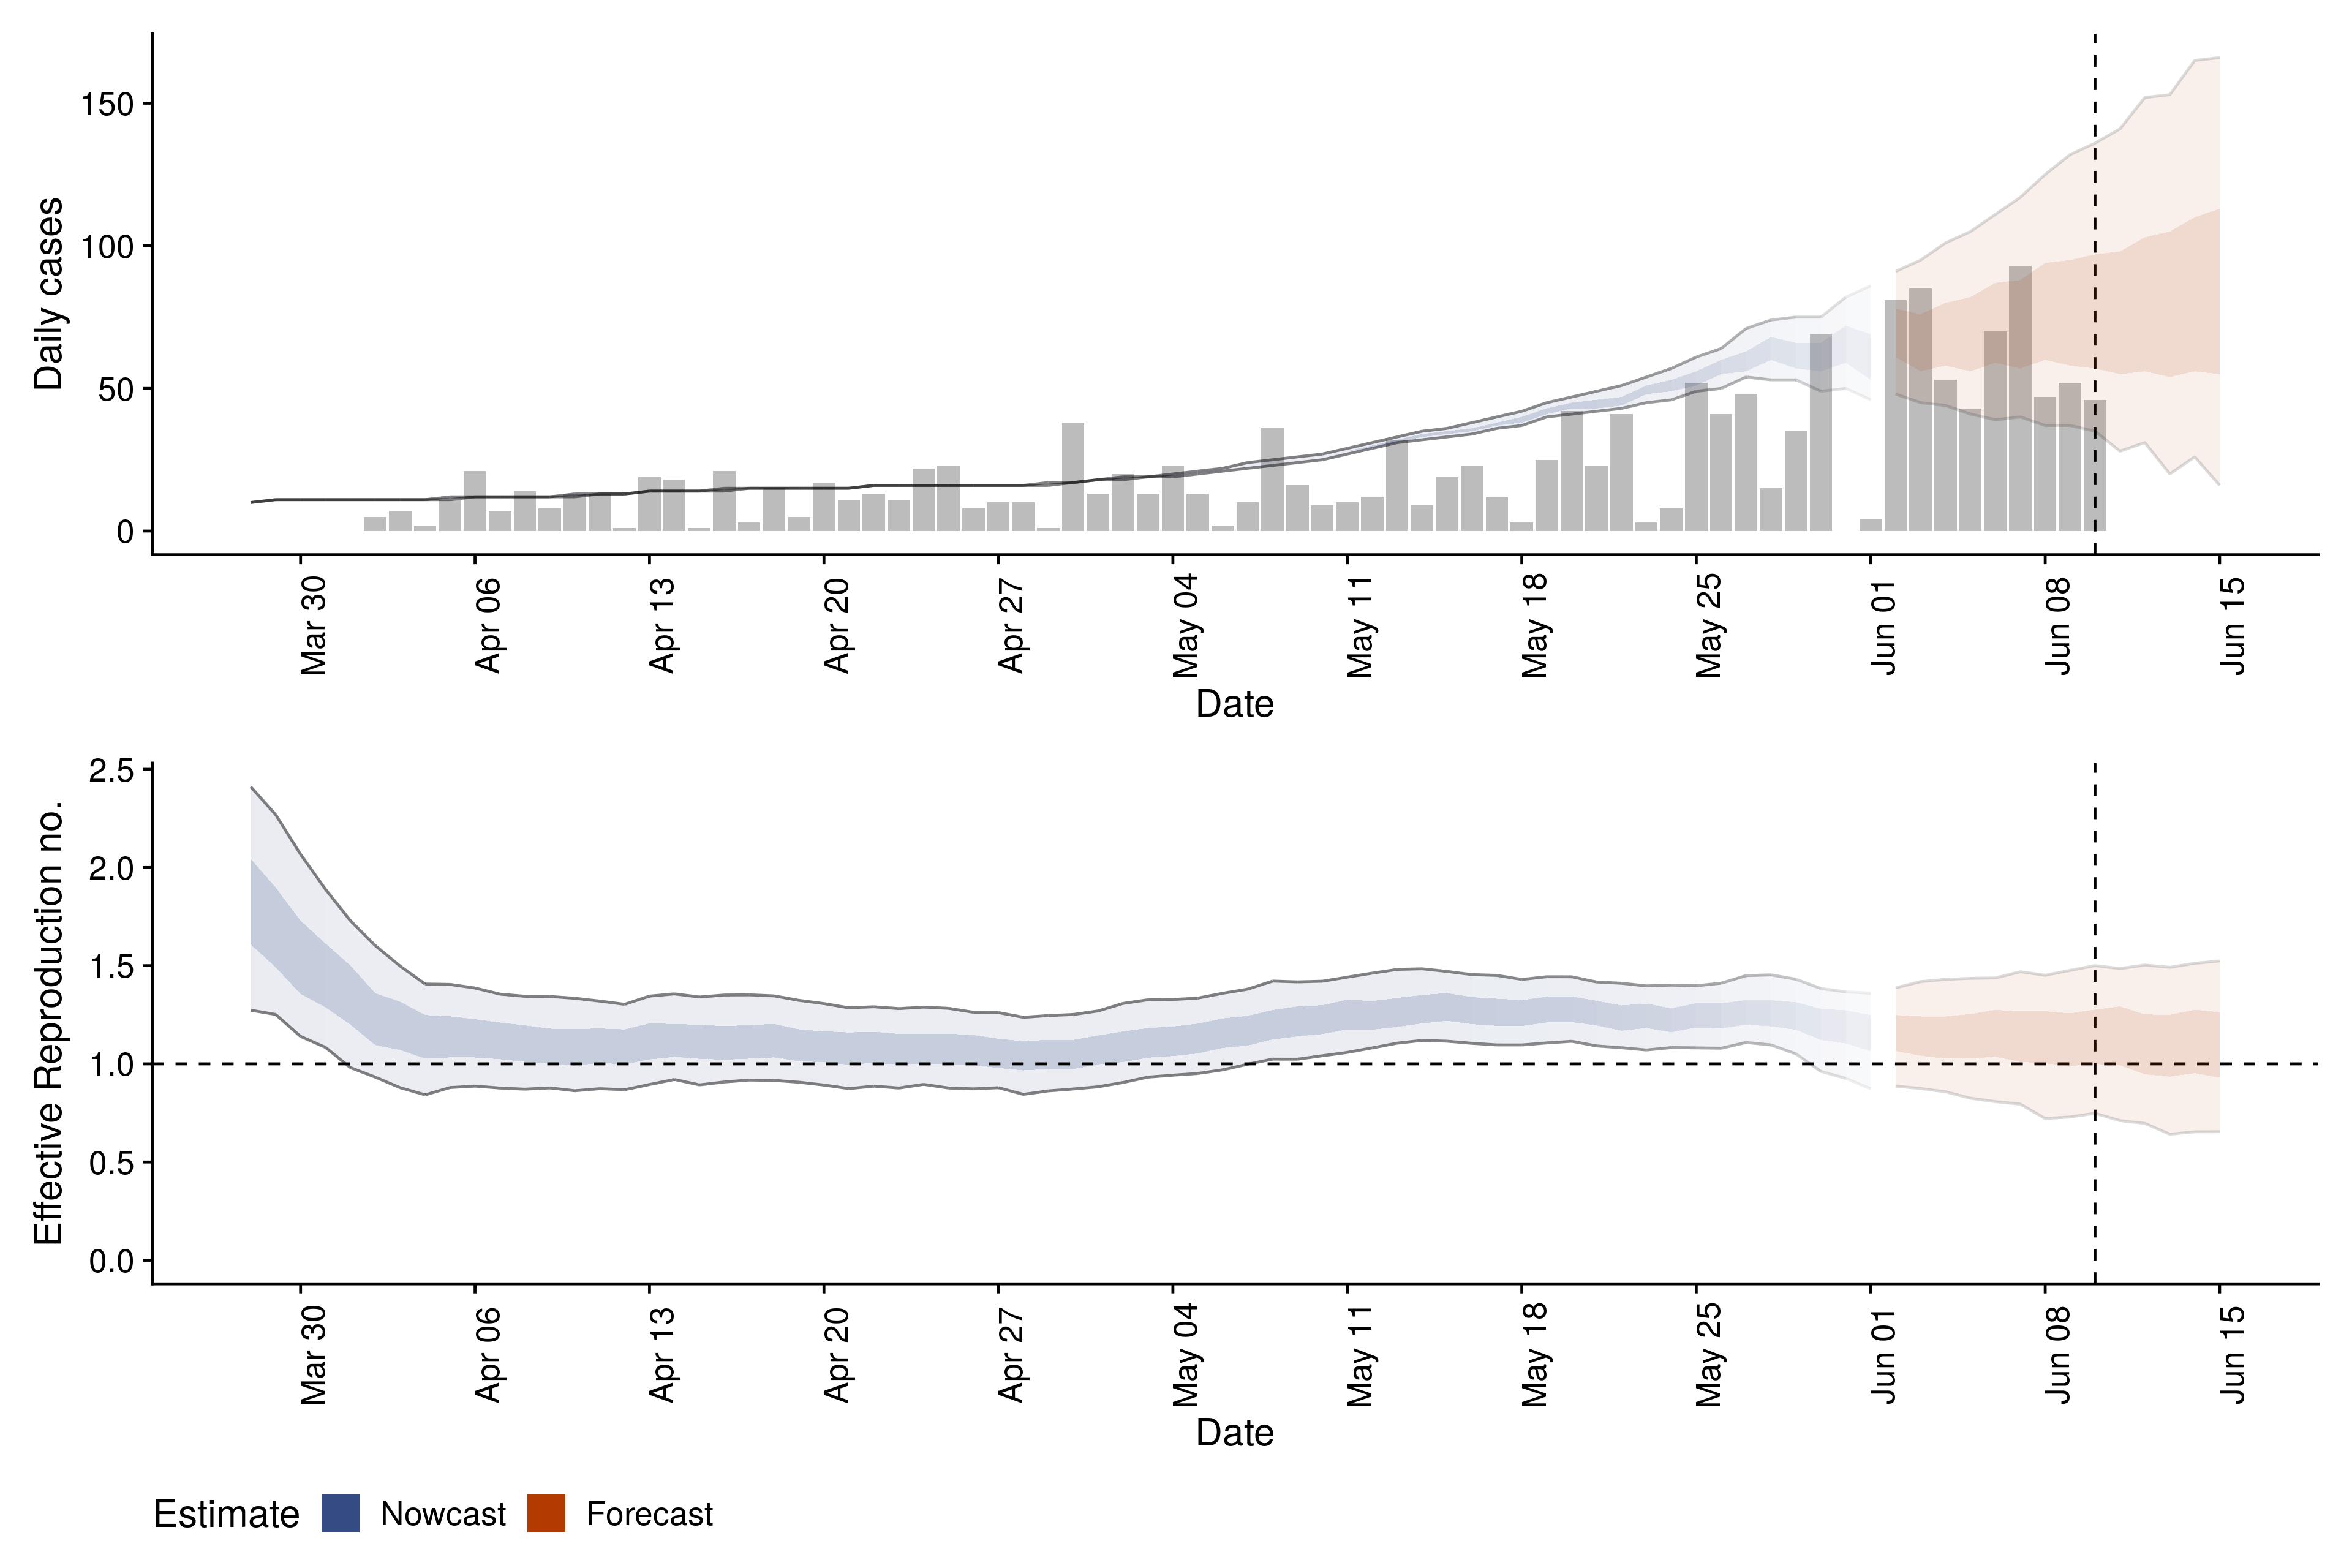 150
100
50
0
Daily cases
Mar 30
Apr 06
Apr 13
Apr 20
Apr 27
May 04
May 11
May 18
May 25
Jun 01
Jun 08
Jun 15
Date
2.5
2.0
1.5
1.0
0.5
0.0
Effective Reproduction no.
Mar 30
Apr 06
Apr 13
Apr 20
Apr 27
May 04
May 11
May 18
May 25
Jun 01
Jun 08
Jun 15
Date
Estimate Nowcast Forecast